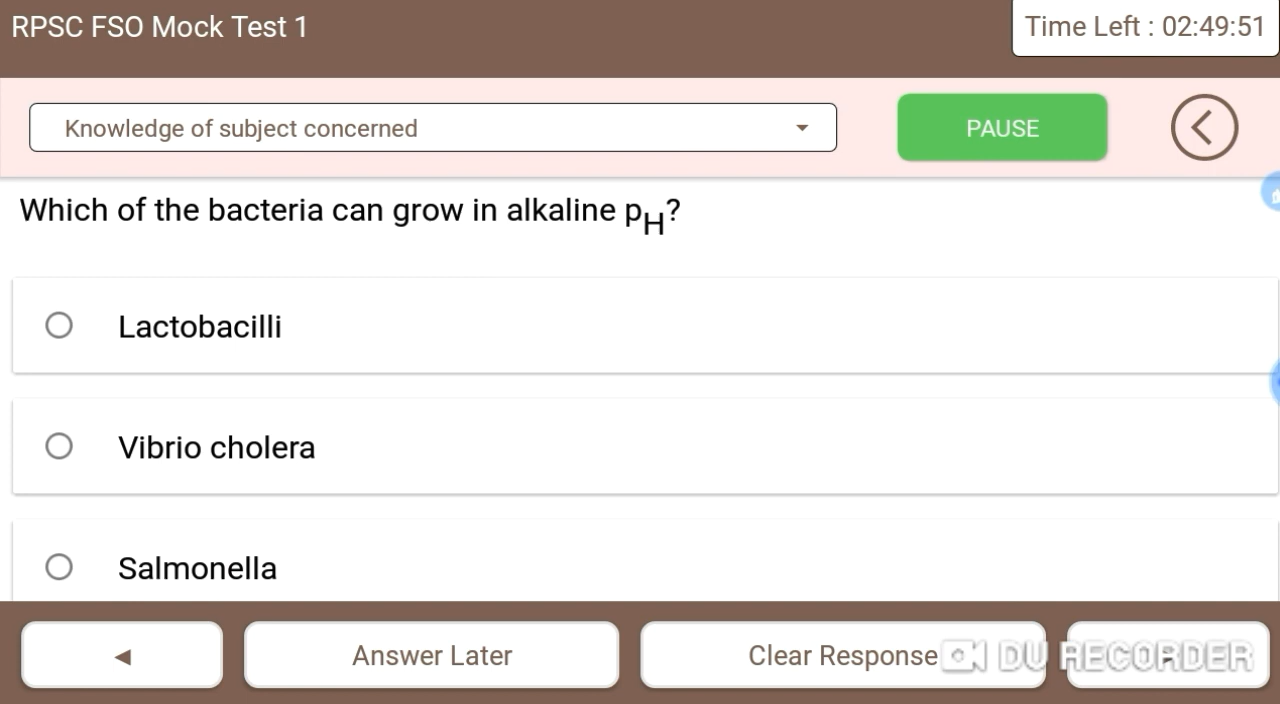 RPSC FSO Mock Test 1
Time Left : 02:49:51
Knowledge of subject concerned
PAUSE
Which of the bacteria can grow in alkaline pH?
Lactobacilli
Vibrio cholera
Salmonella
Answer Later
Clear Response
DU RECORDER